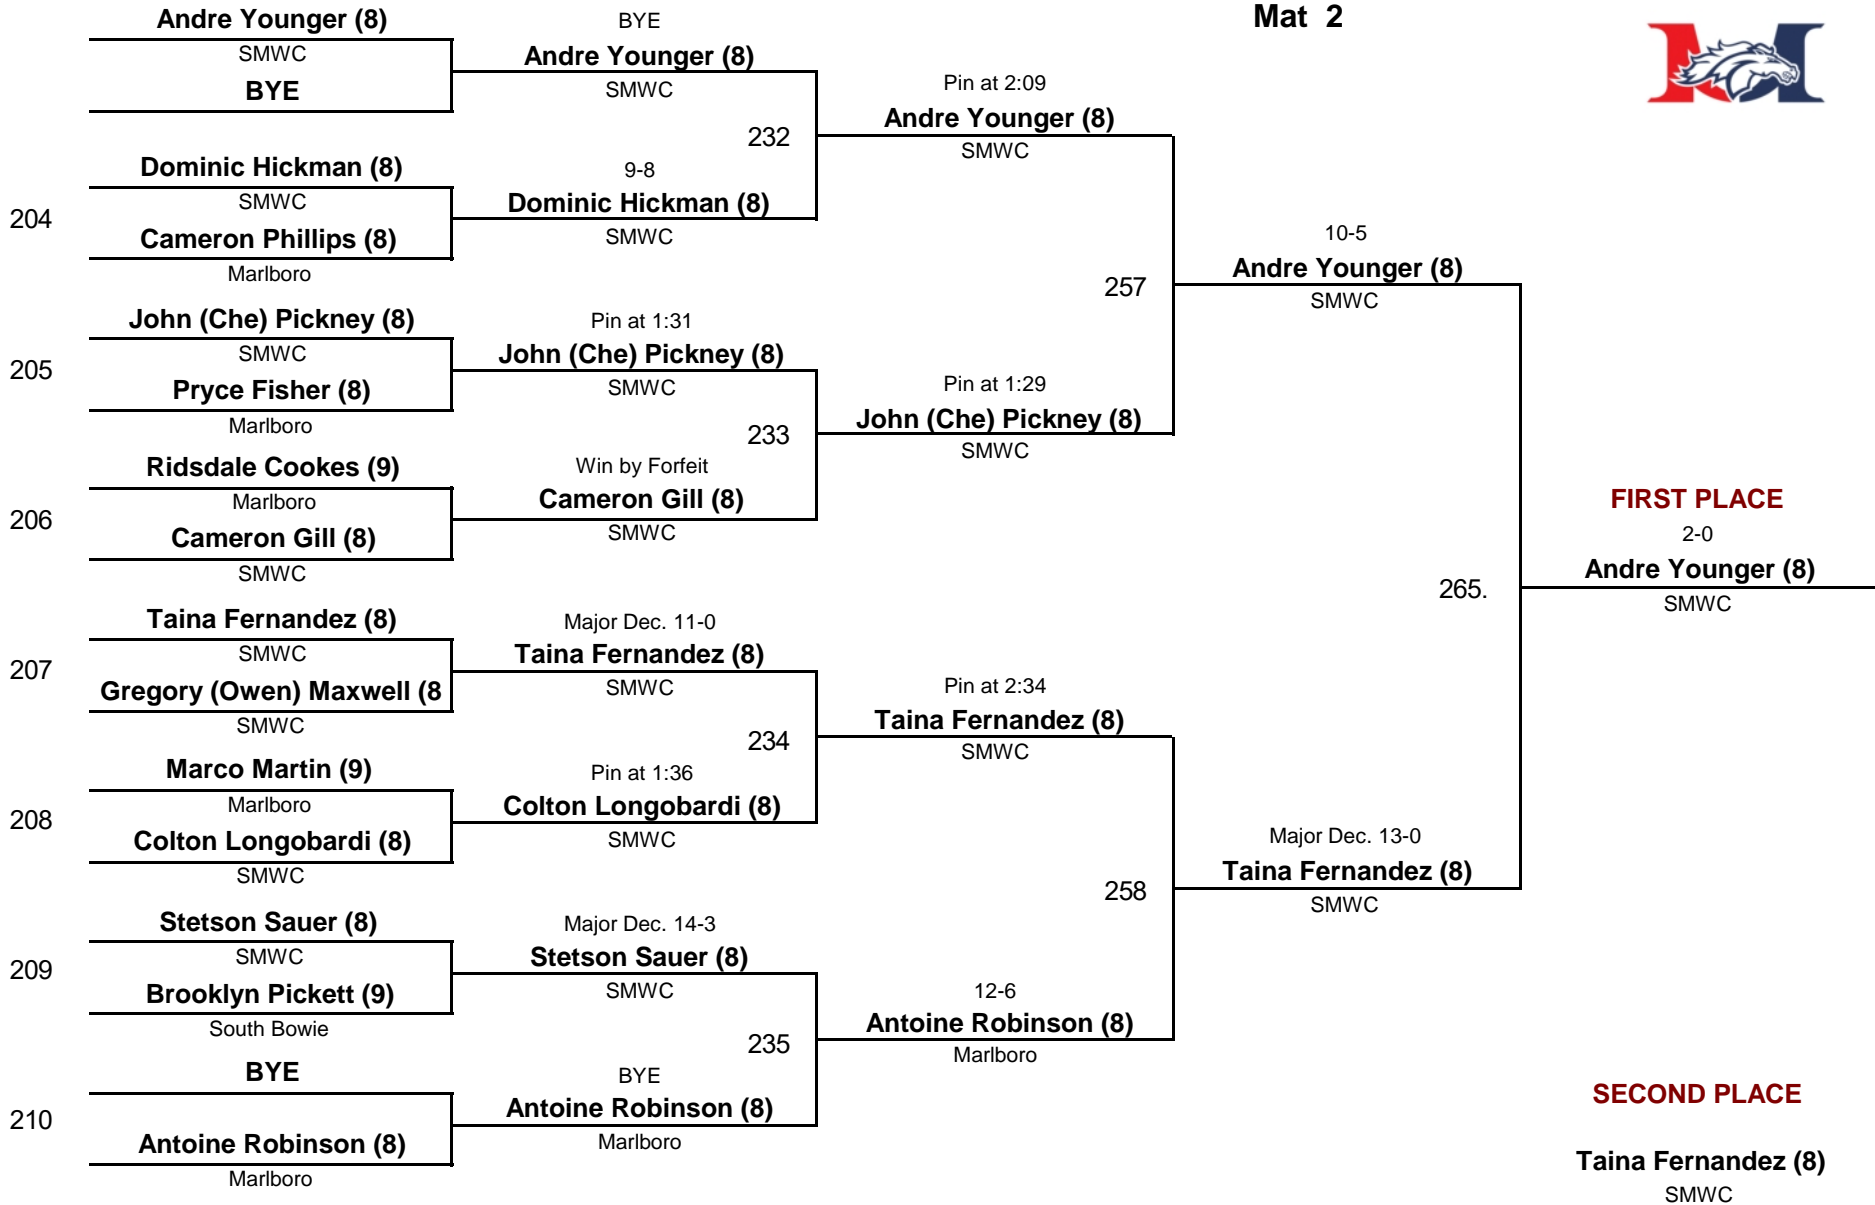 Mat 2
Andre Younger (8)
SMWC
BYE
204
Dominic Hickman (8)
SMWC
Cameron Phillips (8)
Marlboro
205
John (Che) Pickney (8)
SMWC
Pryce Fisher (8)
Marlboro
206
Ridsdale Cookes (9)
Marlboro
Cameron Gill (8)
SMWC
207
Taina Fernandez (8)
SMWC
Gregory (Owen) Maxwell (8
SMWC
208
Marco Martin (9)
Marlboro
Colton Longobardi (8)
SMWC
209
Stetson Sauer (8)
SMWC
Brooklyn Pickett (9)
South Bowie
210
BYE
Antoine Robinson (8)
Marlboro
BYE
Andre Younger (8)
SMWC
232
9-8
Dominic Hickman (8)
SMWC
Pin at 1:31
John (Che) Pickney (8)
SMWC
233
Win by Forfeit
Cameron Gill (8)
SMWC
Major Dec. 11-0
Taina Fernandez (8)
SMWC
234
Pin at 1:36
Colton Longobardi (8)
SMWC
Major Dec. 14-3
Stetson Sauer (8)
SMWC
235
BYE
Antoine Robinson (8)
Marlboro
Pin at 2:09
Andre Younger (8)
SMWC
257
Pin at 1:29
John (Che) Pickney (8)
SMWC
Pin at 2:34
Taina Fernandez (8)
SMWC
258
12-6
Antoine Robinson (8)
Marlboro
10-5
Andre Younger (8)
SMWC
265.
Major Dec. 13-0
Taina Fernandez (8)
SMWC
FIRST PLACE
2-0
Andre Younger (8)
SMWC
SECOND PLACE
Taina Fernandez (8)
SMWC